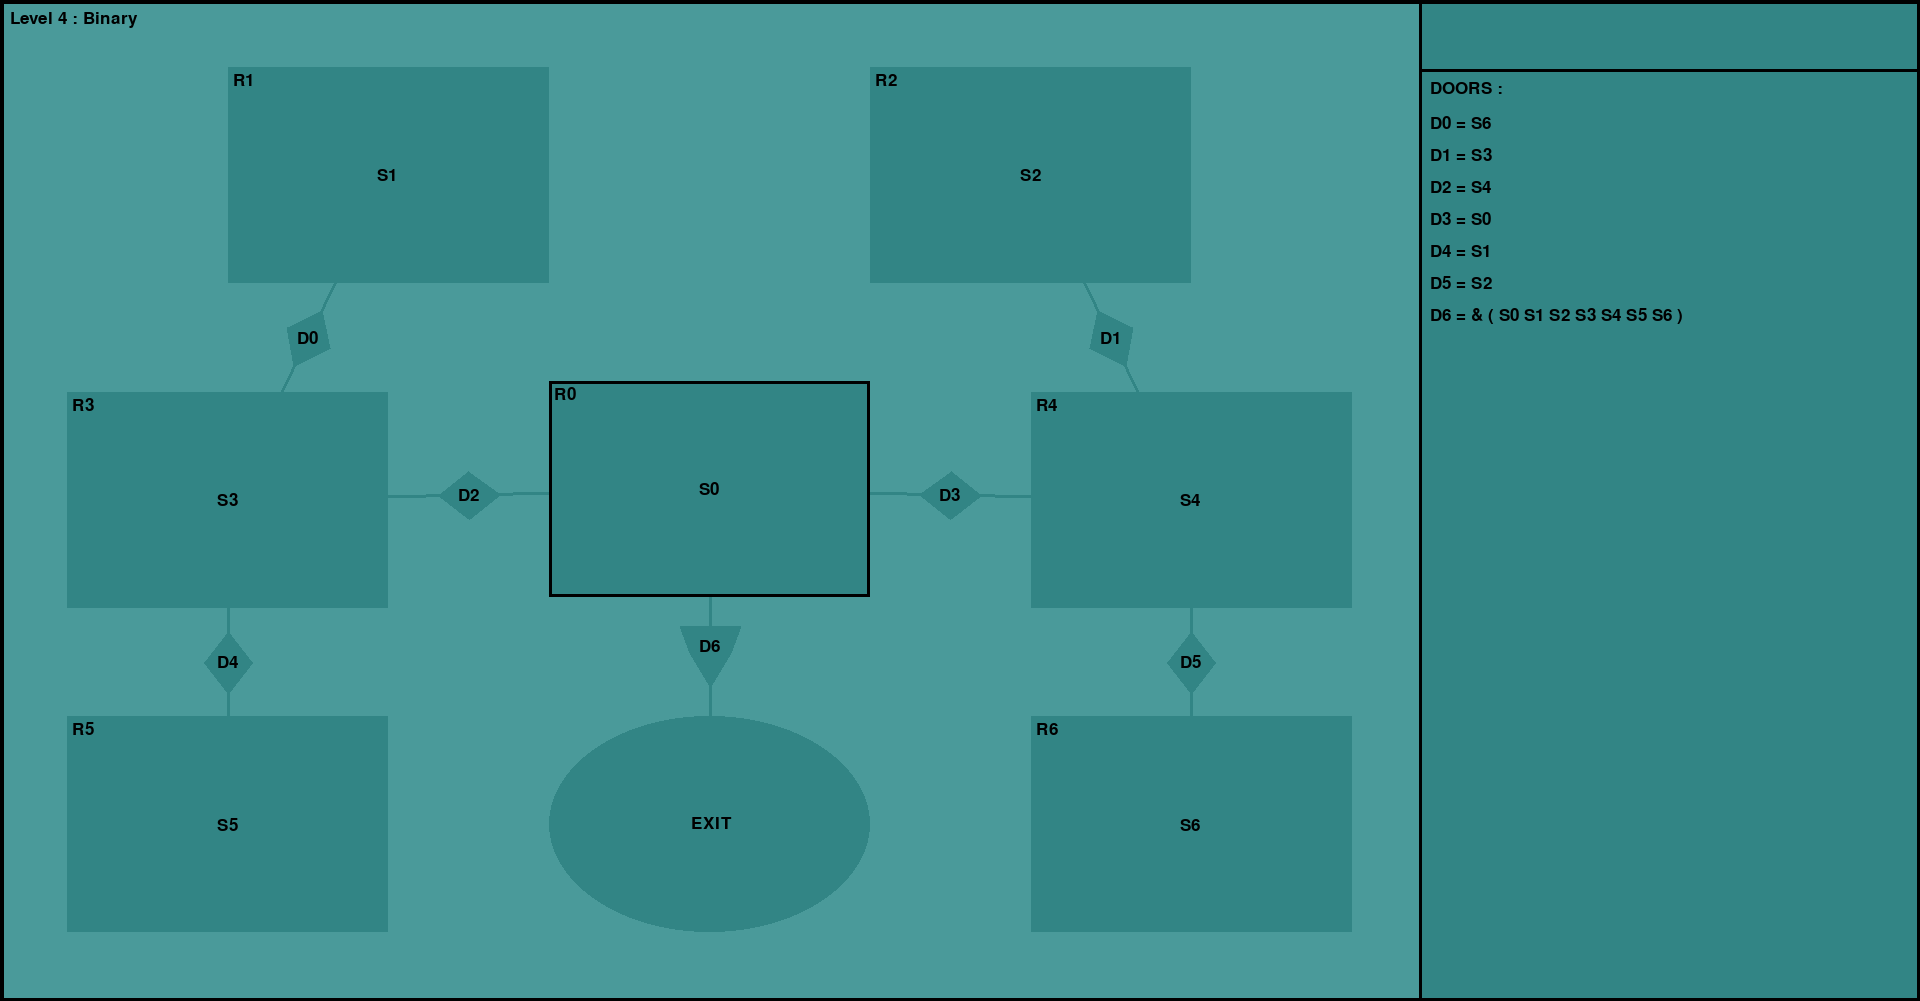 Level 4 : Binary
R1
S1
R2
S2
D0
D1
R3
S3
D2
R0
S0
D3
R4
S4
D4
D6
D5
R5
S5
EXIT
R6
S6
DOORS :
D0 = S6
D1 = S3
D2 = S4
D3 = S0
D4 = S1
D5 = S2
D6 = & ( S0 S1 S2 S3 S4 S5 S6 )